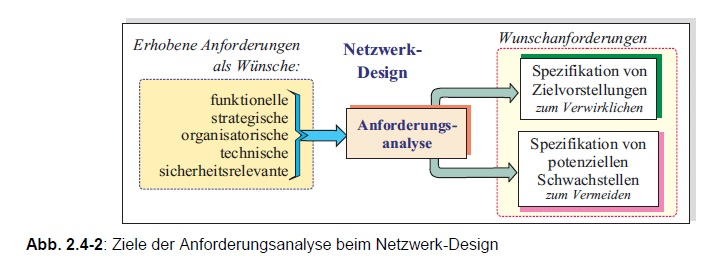 Erhobene Anforderungen
als Wünsche:
funktionelle
strategische
organisatorische
technische
sicherheitsrelevante
Netzwerk-
Design
Anforderungs-
analyse
Wunschanforderungen
Spezifikation von
Zielvorstellungen
zum Verwirklichen
Spezifikation von
potenziellen
Schwachstellen
zum Vermeiden
Abb. 2.4-2: Ziele der Anforderungsanalyse beim Netzwerk-Design